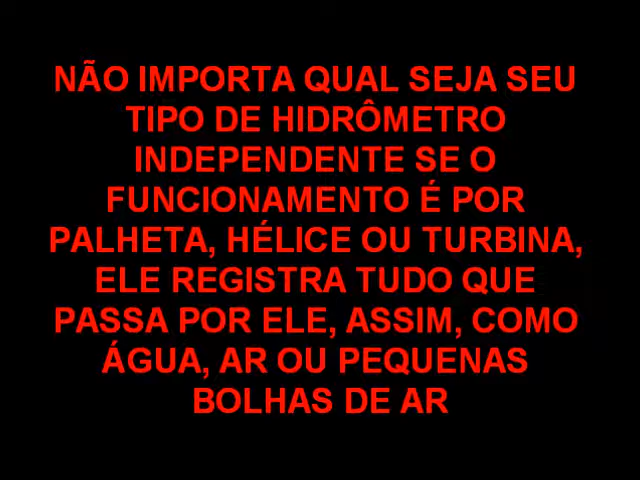 NÃO IMPORTA QUAL SEJA SEU
TIPO DE HIDRÔMETRO
INDEPENDENTE SE O
FUNCIONAMENTO É POR
PALHETA, HÉLICE OU TURBINA,
ELE REGISTRA TUDO QUE
PASSA POR ELE, ASSIM, COMO
ÁGUA, AR OU PEQUENAS
BOLHAS DE AR